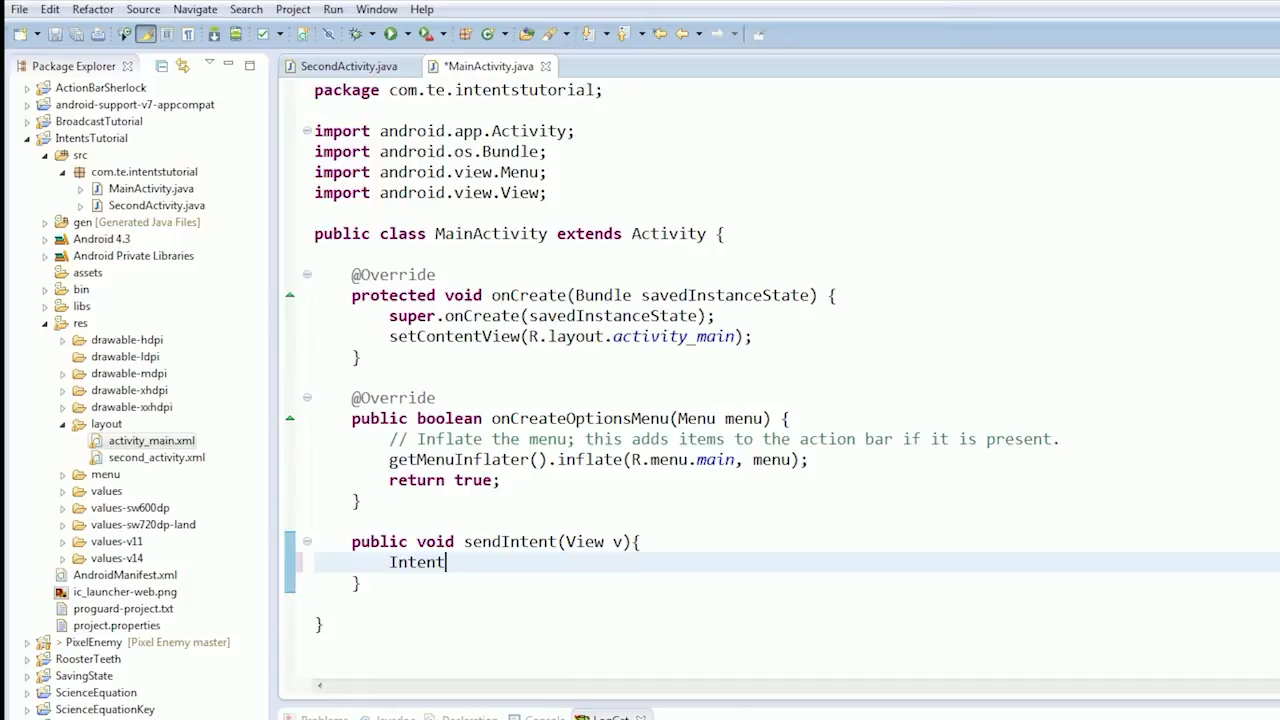 File Edit Refactor Source Navigate Search Project Run Window Help
Package Explorer
SecondActivity.java
*MainActivity.java
ActionBarSherlock
android-support-v7-appcompat
BroadcastTutorial
IntentsTutorial
src
com.te.intentstutorial
MainActivity.java
SecondActivity.java
gen [Generated Java Files]
Android 4.3
Android Private Libraries
assets
bin
libs
res
drawable-hdpi
drawable-ldpi
drawable-mdpi
drawable-xhdpi
drawable-xxhdpi
layout
activity_main.xml
second_activity.xml
menu
values
values-sw600dp
values-sw720dp-land
values-v11
values-v14
AndroidManifest.xml
ic_launcher-web.png
proguard-project.txt
project.properties
> PixelEnemy [Pixel Enemy master]
RoosterTeeth
SavingState
ScienceEquation
ScienceEquationKey
package com.te.intentstutorial;
import android.app.Activity;
import android.os.Bundle;
import android.view.Menu;
import android.view.View;
public class MainActivity extends Activity {
@Override
protected void onCreate(Bundle savedInstanceState) {
super.onCreate(savedInstanceState);
setContentView(R.layout.activity_main);
}
@Override
public boolean onCreateOptionsMenu(Menu menu) {
// Inflate the menu; this adds items to the action bar if it is present.
getMenuInflater().inflate(R.menu.main, menu);
return true;
}
public void sendIntent(View v){
Intent
}
}
Problems Javadoc Declaration Console LogCat